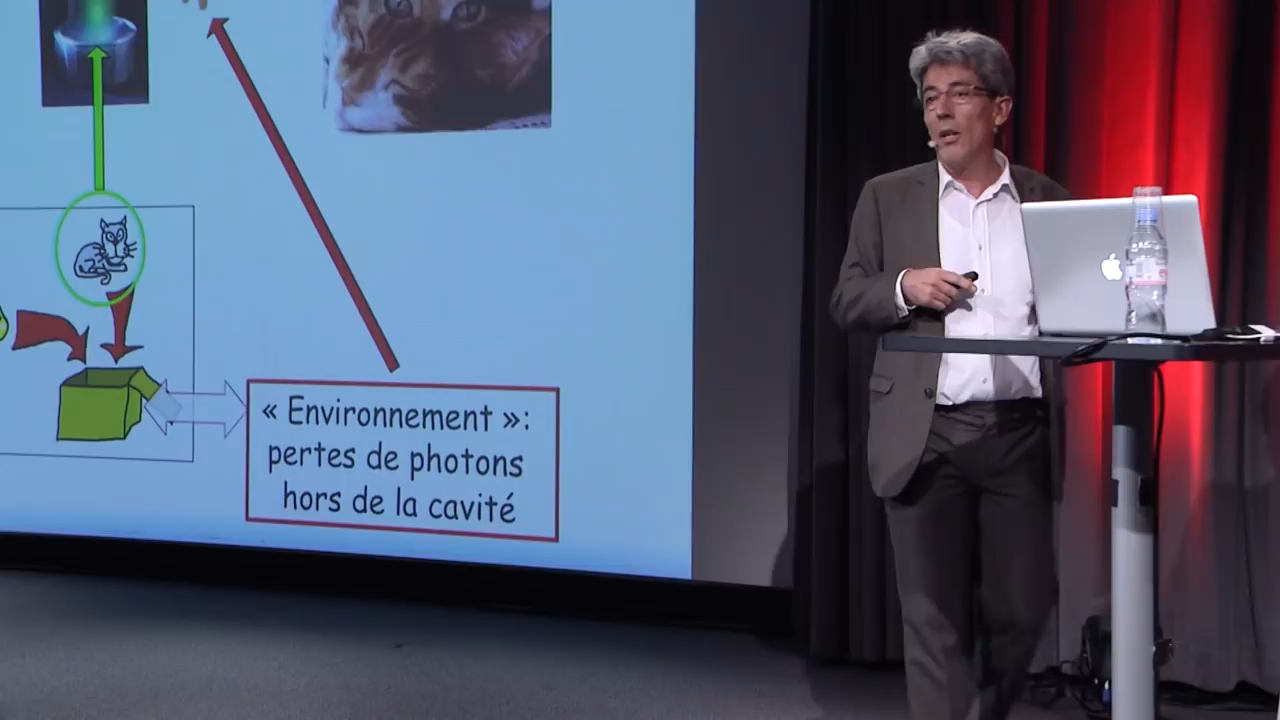 « Environnement »:
pertes de photons
hors de la cavité